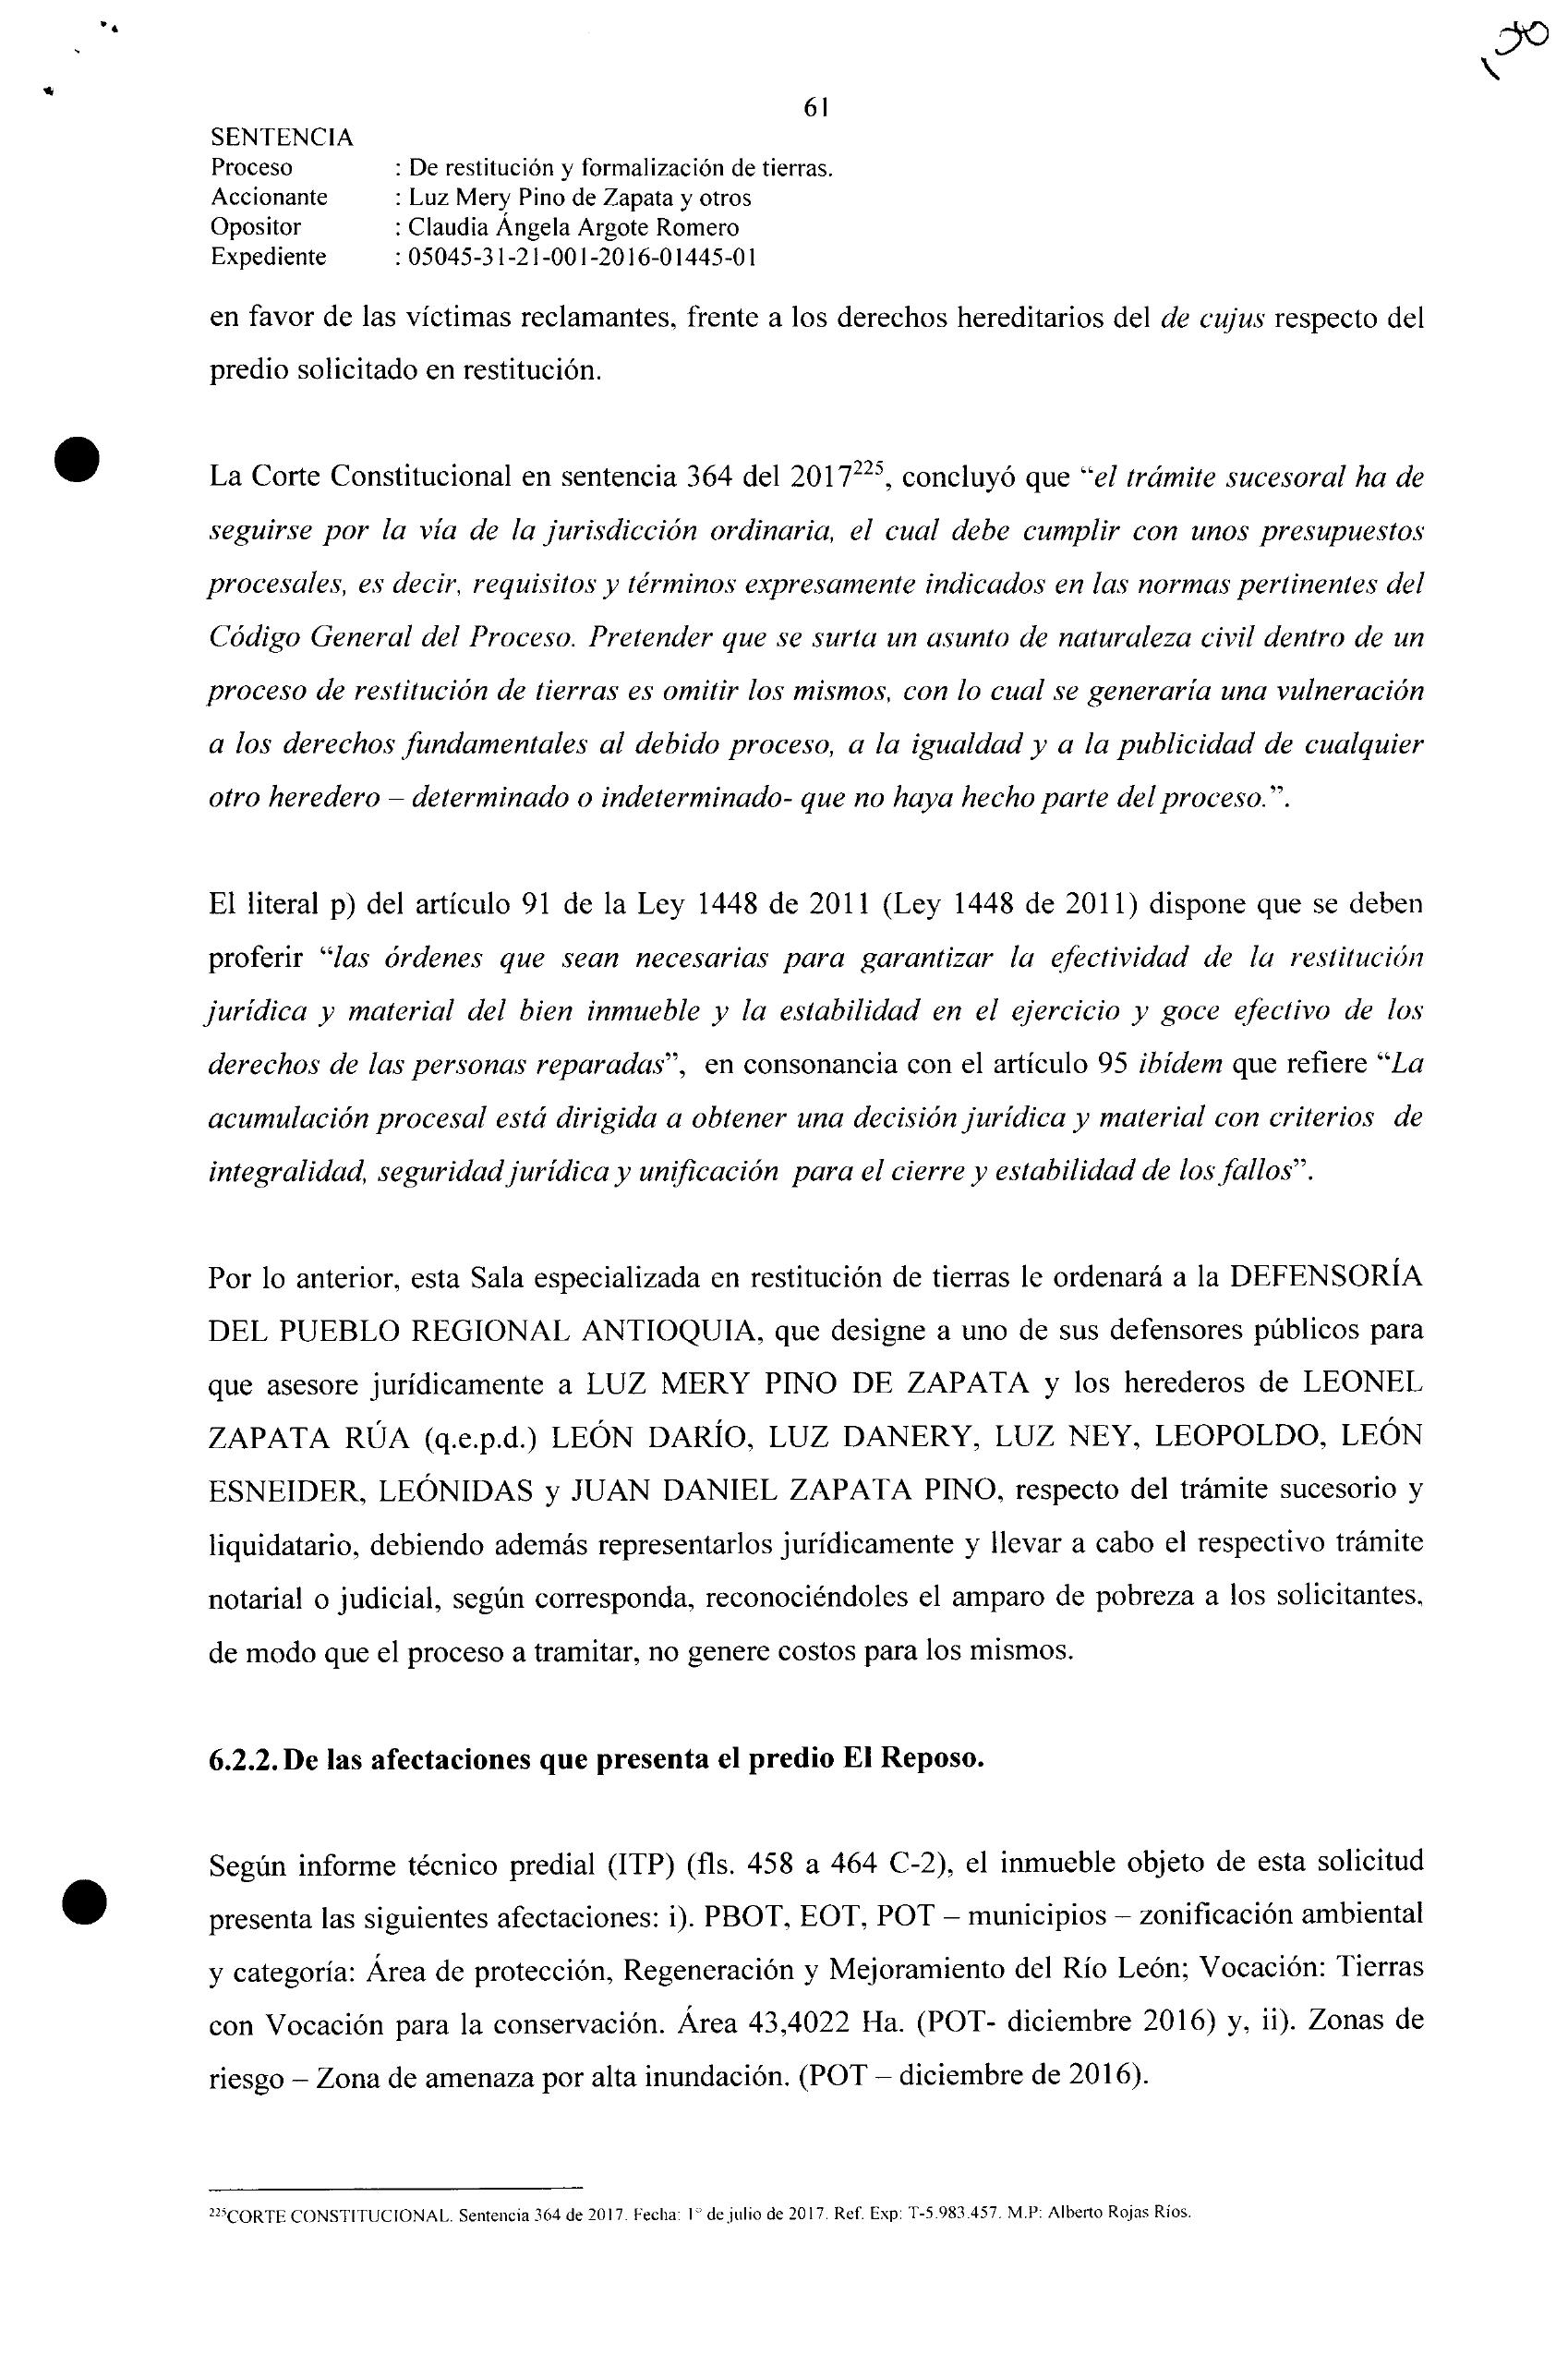 61
SENTENCIA
Proceso : De restitución y formalización de tierras.
Accionante : Luz Mery Pino de Zapata y otros
Opositor : Claudia Ángela Argote Romero
Expediente : 05045-31-21-001-2016-01445-01
en favor de las víctimas reclamantes, frente a los derechos hereditarios del de cujus respecto del
predio solicitado en restitución.
La Corte Constitucional en sentencia 364 del 2017225, concluyó que “el trámite sucesoral ha de
seguirse por la vía de la jurisdicción ordinaria, el cual debe cumplir con unos presupuestos
procesales, es decir, requisitos y términos expresamente indicados en las normas pertinentes del
Código General del Proceso. Pretender que se surta un asunto de naturaleza civil dentro de un
proceso de restitución de tierras es omitir los mismos, con lo cual se generaría una vulneración
a los derechos fundamentales al debido proceso, a la igualdad y a la publicidad de cualquier
otro heredero – determinado o indeterminado- que no haya hecho parte del proceso.”.
El literal p) del artículo 91 de la Ley 1448 de 2011 (Ley 1448 de 2011) dispone que se deben
proferir “las órdenes que sean necesarias para garantizar la efectividad de la restitución
jurídica y material del bien inmueble y la estabilidad en el ejercicio y goce efectivo de los
derechos de las personas reparadas”, en consonancia con el artículo 95 ibídem que refiere “La
acumulación procesal está dirigida a obtener una decisión jurídica y material con criterios de
integralidad, seguridad jurídica y unificación para el cierre y estabilidad de los fallos”.
Por lo anterior, esta Sala especializada en restitución de tierras le ordenará a la DEFENSORÍA
DEL PUEBLO REGIONAL ANTIOQUIA, que designe a uno de sus defensores públicos para
que asesore jurídicamente a LUZ MERY PINO DE ZAPATA y los herederos de LEONEL
ZAPATA RÚA (q.e.p.d.) LEÓN DARÍO, LUZ DANERY, LUZ NEY, LEOPOLDO, LEÓN
ESNEIDER, LEÓNIDAS y JUAN DANIEL ZAPATA PINO, respecto del trámite sucesorio y
liquidatario, debiendo además representarlos jurídicamente y llevar a cabo el respectivo trámite
notarial o judicial, según corresponda, reconociéndoles el amparo de pobreza a los solicitantes,
de modo que el proceso a tramitar, no genere costos para los mismos.
6.2.2. De las afectaciones que presenta el predio El Reposo.
Según informe técnico predial (ITP) (fls. 458 a 464 C-2), el inmueble objeto de esta solicitud
presenta las siguientes afectaciones: i). PBOT, EOT, POT – municipios – zonificación ambiental
y categoría: Área de protección, Regeneración y Mejoramiento del Río León; Vocación: Tierras
con Vocación para la conservación. Área 43,4022 Ha. (POT- diciembre 2016) y, ii). Zonas de
riesgo – Zona de amenaza por alta inundación. (POT – diciembre de 2016).
225CORTE CONSTITUCIONAL. Sentencia 364 de 2017. Fecha: 1° de julio de 2017. Ref. Exp: T-5.983.457. M.P: Alberto Rojas Ríos.